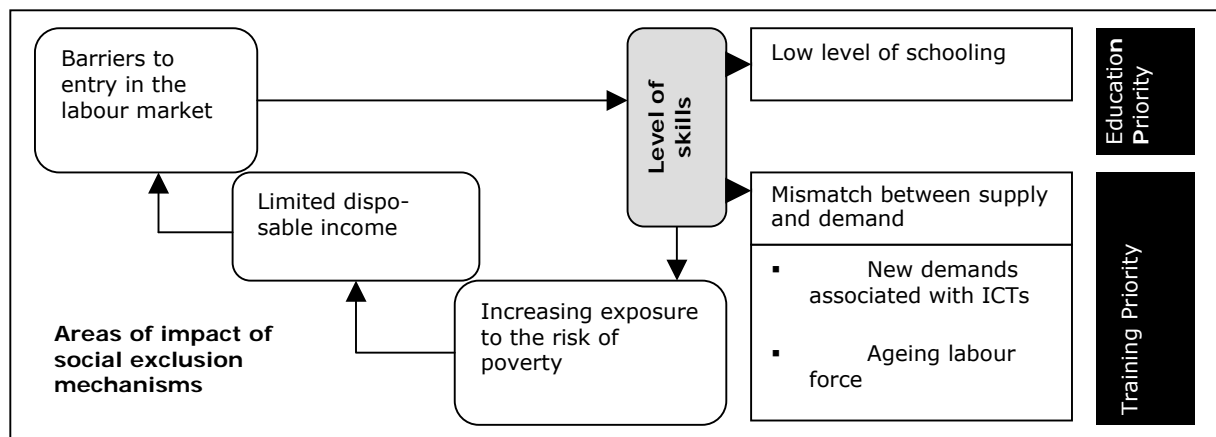 Barriers to
entry in the
labour market
Limited dispo-
sable income
Increasing exposure
to the risk of
poverty
Areas of impact of
social exclusion
mechanisms
Level of
skills
Low level of schooling
Mismatch between supply
and demand
▪ New demands
associated with ICTs
▪ Ageing labour
force
Education
Priority
Training Priority